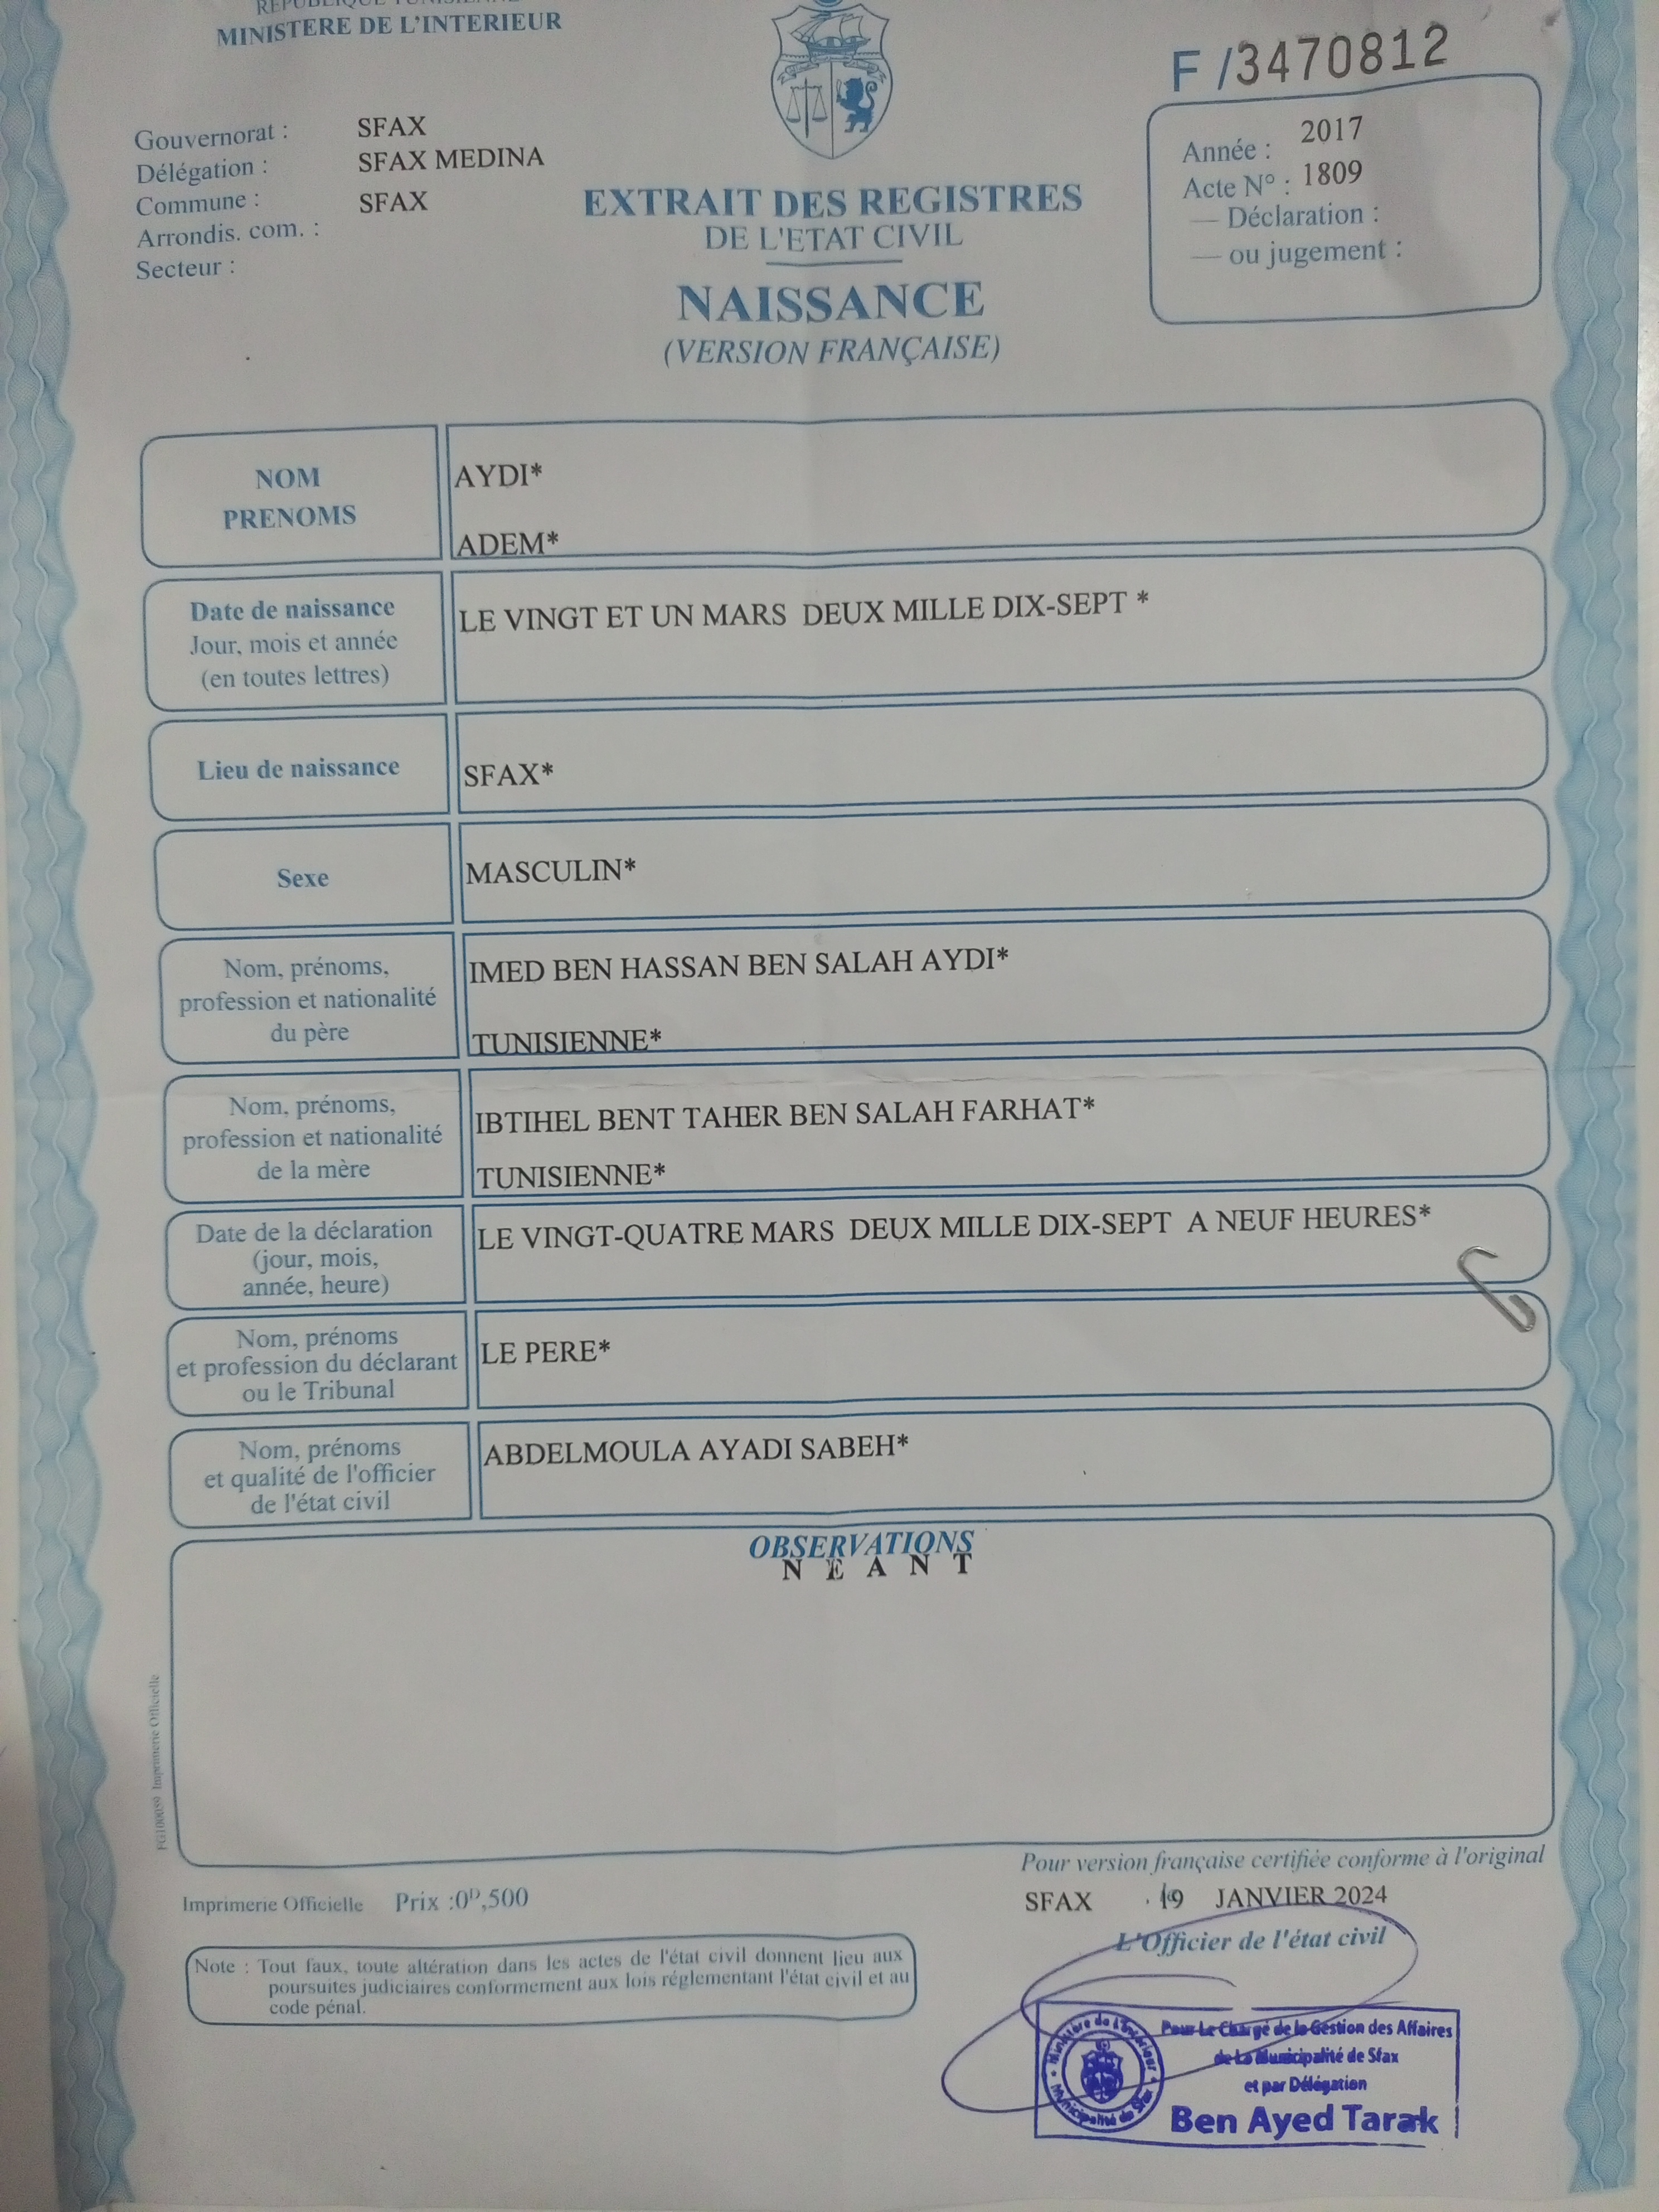 REPUBLIQUE TUNISIENNE
MINISTERE DE L'INTERIEUR
F /3470812
Gouvernorat : SFAX
Délégation : SFAX MEDINA
Commune : SFAX
Arrondis. com. :
Secteur :
EXTRAIT DES REGISTRES
DE L'ETAT CIVIL
NAISSANCE
(VERSION FRANÇAISE)
Année : 2017
Acte N° : 1809
— Déclaration :
— ou jugement :
NOM
PRENOMS
AYDI*
ADEM*
Date de naissance
Jour, mois et année
(en toutes lettres)
LE VINGT ET UN MARS DEUX MILLE DIX-SEPT *
Lieu de naissance
SFAX*
Sexe
MASCULIN*
Nom, prénoms,
profession et nationalité
du père
IMED BEN HASSAN BEN SALAH AYDI*
TUNISIENNE*
Nom, prénoms,
profession et nationalité
de la mère
IBTIHEL BENT TAHER BEN SALAH FARHAT*
TUNISIENNE*
Date de la déclaration
(jour, mois,
année, heure)
LE VINGT-QUATRE MARS DEUX MILLE DIX-SEPT A NEUF HEURES*
Nom, prénoms
et profession du déclarant
ou le Tribunal
LE PERE*
Nom, prénoms
et qualité de l'officier
de l'état civil
ABDELMOULA AYADI SABEH*
OBSERVATIONS
N E A N T
Imprimerie Officielle
Pour version française certifiée conforme à l'original
Imprimerie Officielle Prix :0ᴰ,500
SFAX 19 JANVIER 2024
L'Officier de l'état civil
Note : Tout faux, toute altération dans les actes de l'état civil donnent lieu aux
poursuites judiciaires conformement aux lois réglementant l'état civil et au
code pénal.
Ministère de l'Intérieur
Municipalité de Sfax
Pour Le Chargé de la Gestion des Affaires
de La Municipalité de Sfax
et par Délégation
Ben Ayed Tarak